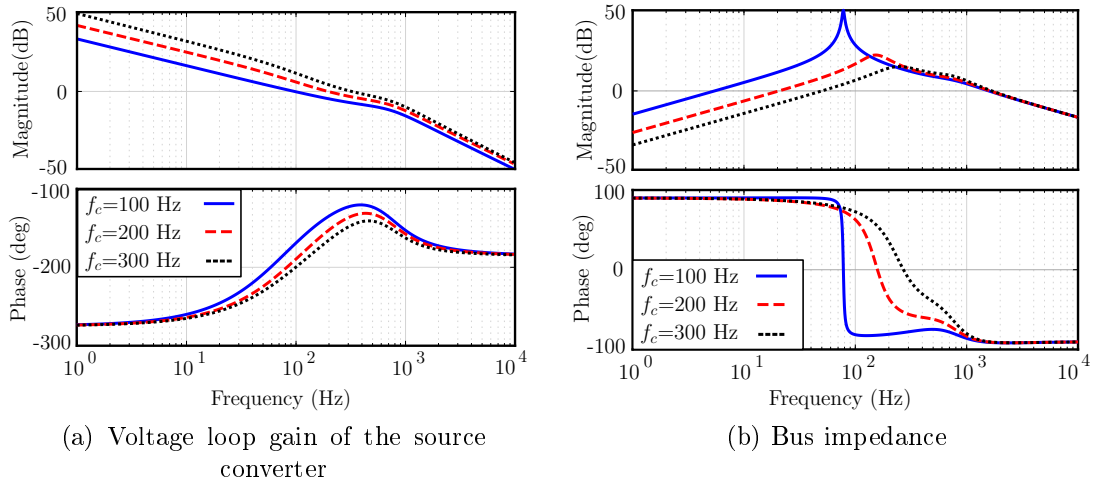 50
0
-50
Magnitude(dB)
-100
-200
-300
Phase (deg)
f_c=100 Hz
f_c=200 Hz
f_c=300 Hz
10^0
10^1
10^2
10^3
10^4
Frequency (Hz)
(a) Voltage loop gain of the source
converter
50
0
-50
Magnitude(dB)
100
0
-100
Phase (deg)
f_c=100 Hz
f_c=200 Hz
f_c=300 Hz
10^0
10^1
10^2
10^3
10^4
Frequency (Hz)
(b) Bus impedance